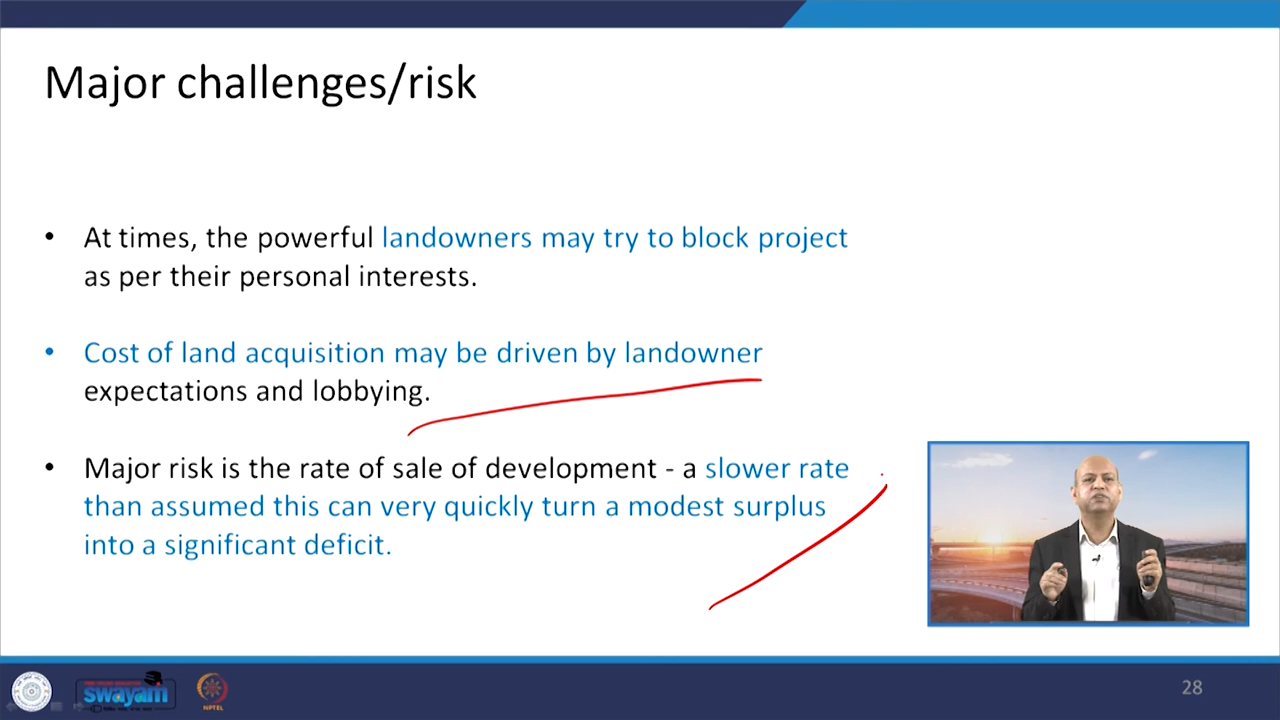 Major challenges/risk
• At times, the powerful landowners may try to block project
as per their personal interests.
• Cost of land acquisition may be driven by landowner
expectations and lobbying.
• Major risk is the rate of sale of development - a slower rate
than assumed this can very quickly turn a modest surplus
into a significant deficit.
swayam
NPTEL
28